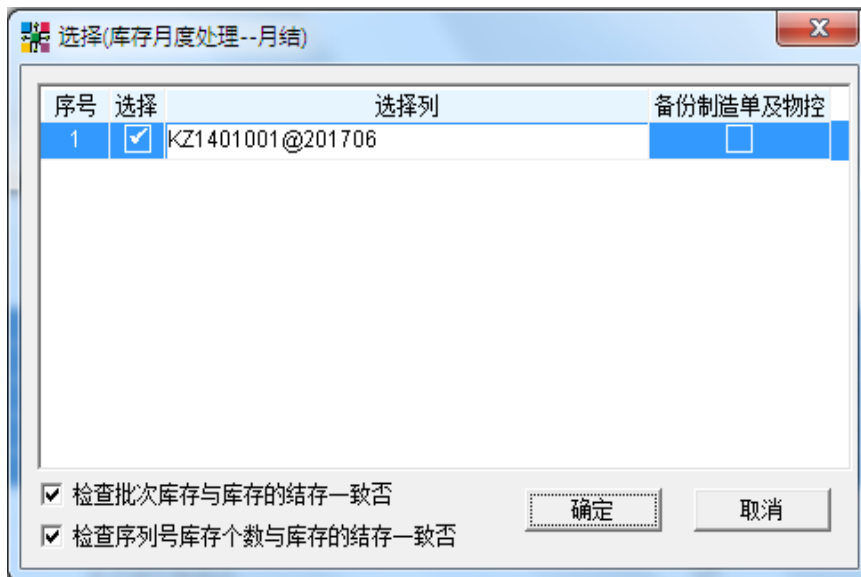 选择(库存月度处理--月结)
序号 选择 选择列 备份制造单及物控
1 KZ1401001@201706
检查批次库存与库存的结存一致否
检查序列号库存个数与库存的结存一致否
确定 取消